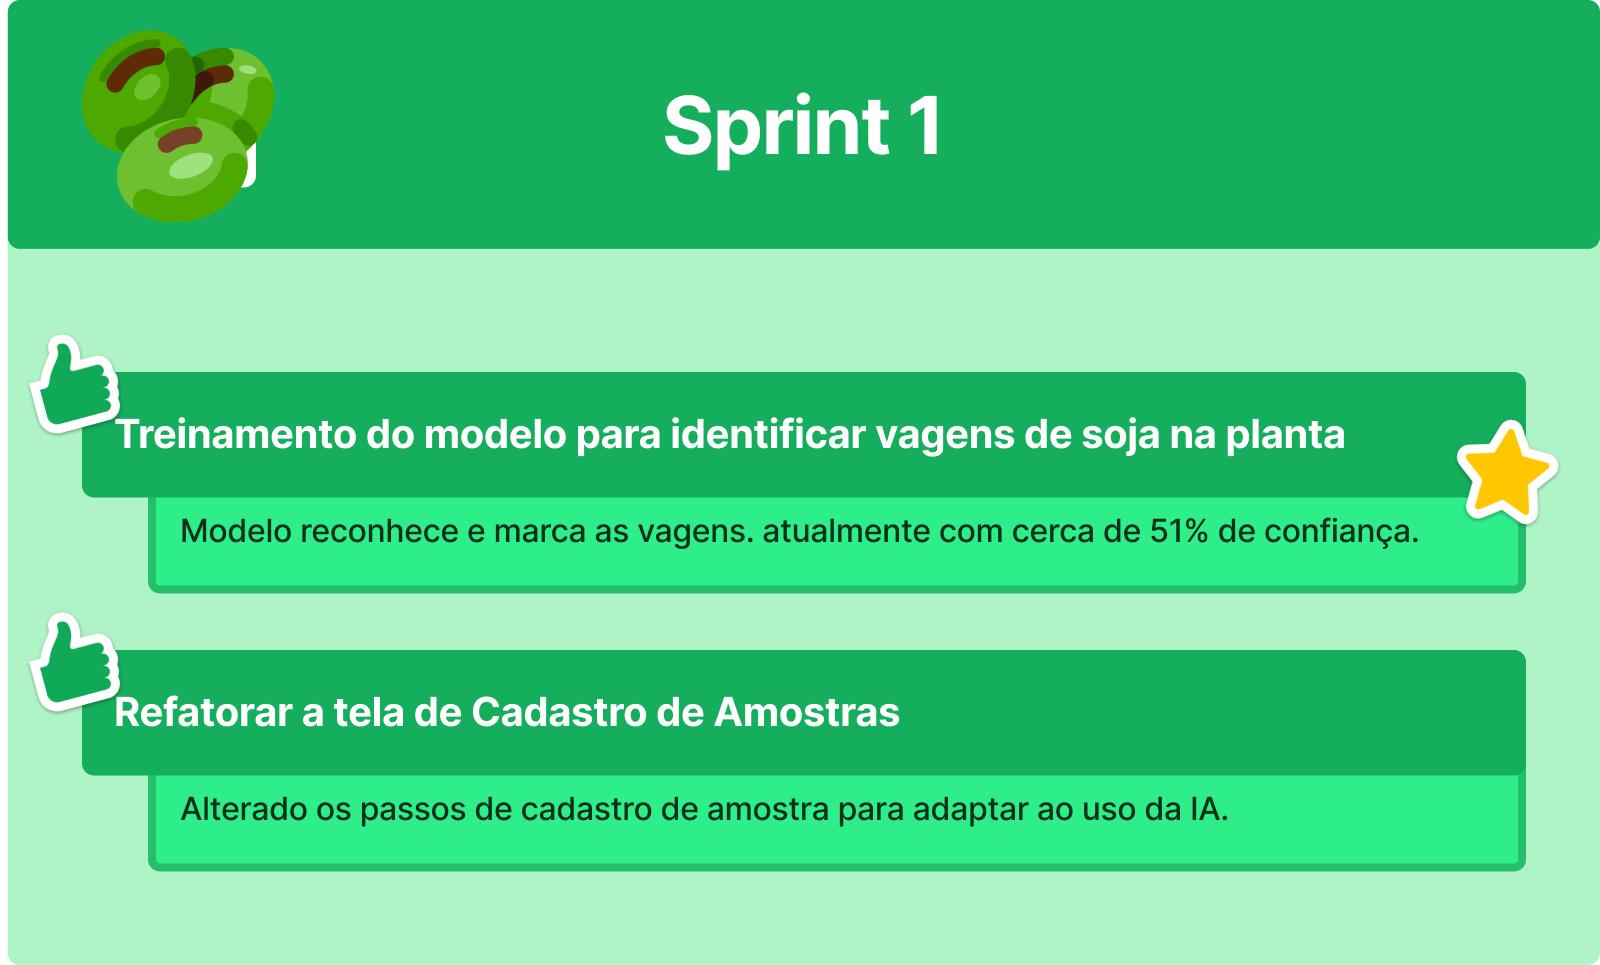 Sprint 1
Treinamento do modelo para identificar vagens de soja na planta
Modelo reconhece e marca as vagens. atualmente com cerca de 51% de confiança.
Refatorar a tela de Cadastro de Amostras
Alterado os passos de cadastro de amostra para adaptar ao uso da IA.